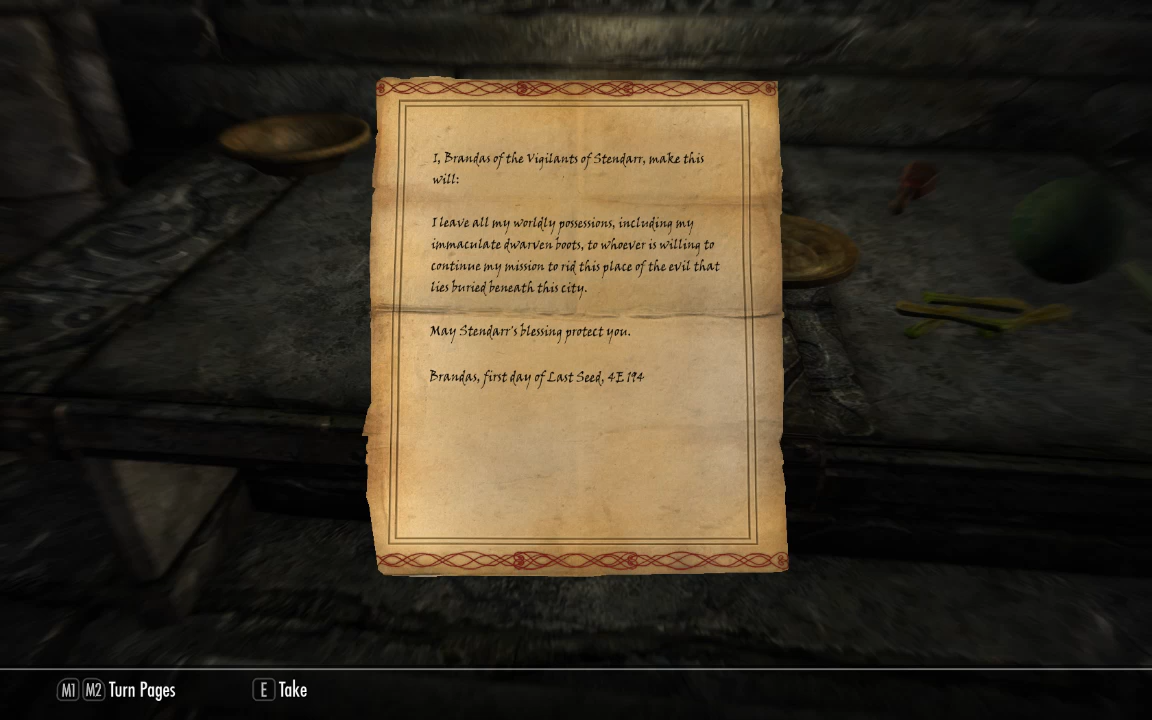 I, Brandas of the Vigilants of Stendarr, make this
will:
I leave all my worldly possessions, including my
immaculate dwarven boots, to whoever is willing to
continue my mission to rid this place of the evil that
lies buried beneath this city.
May Stendarr's blessing protect you.
Brandas, first day of Last Seed, 4E 194
M1 M2 Turn Pages E Take